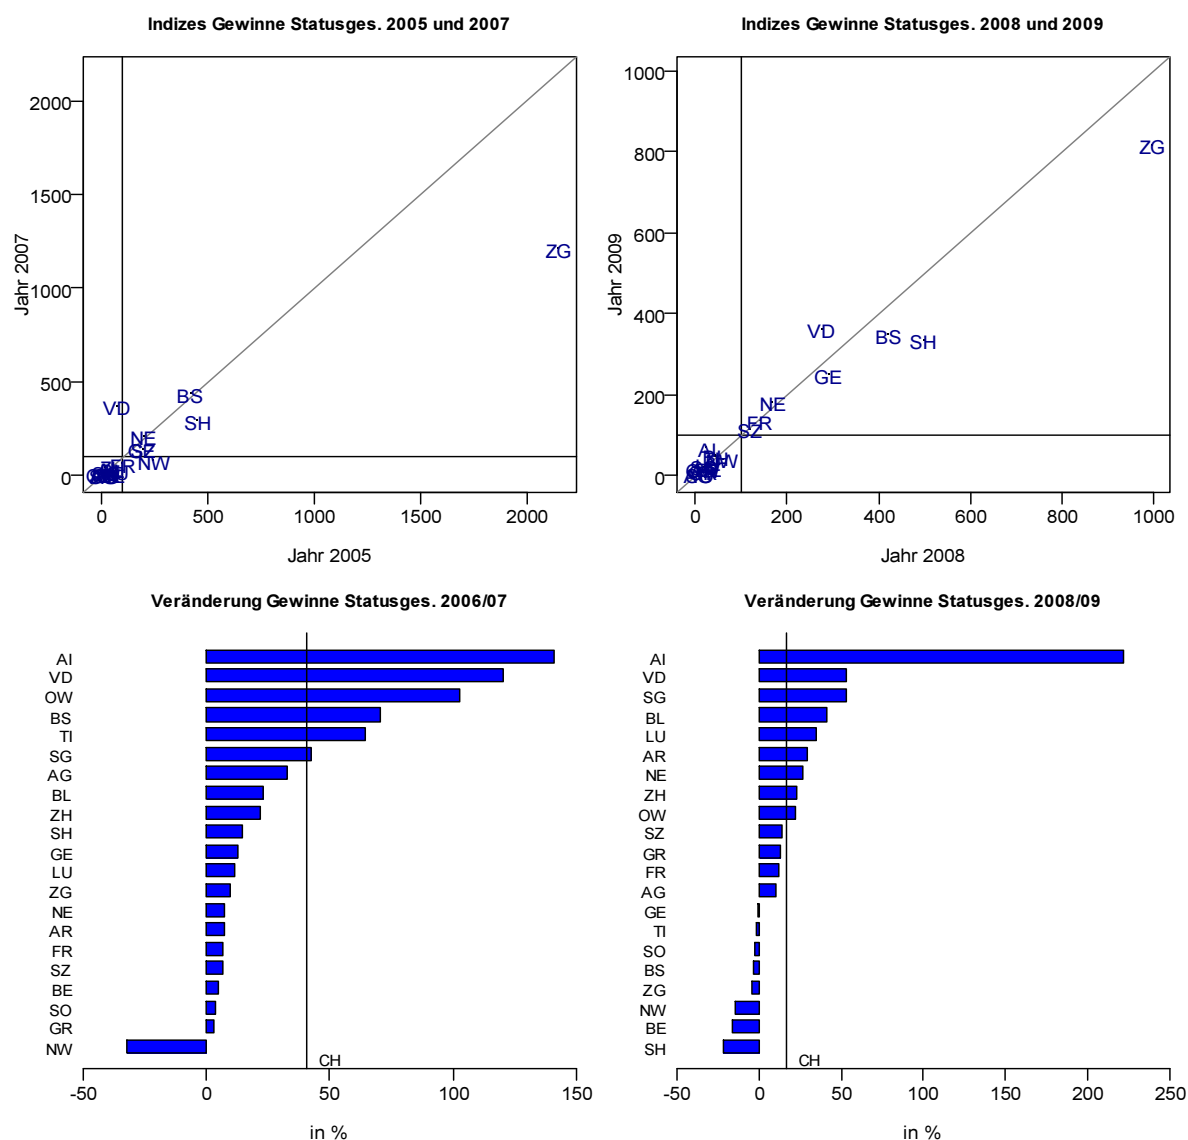 Indizes Gewinne Statusges. 2005 und 2007
2000
1500
1000
500
0
Jahr 2007
ZG
BS
VD
SH
NE
SZ
FR
NW
0 500 1000 1500 2000
Jahr 2005
Indizes Gewinne Statusges. 2008 und 2009
1000
800
600
400
200
0
Jahr 2009
ZG
VD
BS
SH
GE
NE
FR
SZ
AI
0 200 400 600 800 1000
Jahr 2008
Veränderung Gewinne Statusges. 2006/07
AI
VD
OW
BS
TI
SG
AG
BL
ZH
SH
GE
LU
ZG
NE
AR
FR
SZ
BE
SO
GR
NW
CH
-50 0 50 100 150
in %
Veränderung Gewinne Statusges. 2008/09
AI
VD
SG
BL
LU
AR
NE
ZH
OW
SZ
GR
FR
AG
GE
TI
SO
BS
ZG
NW
BE
SH
CH
-50 0 50 100 150 200 250
in %